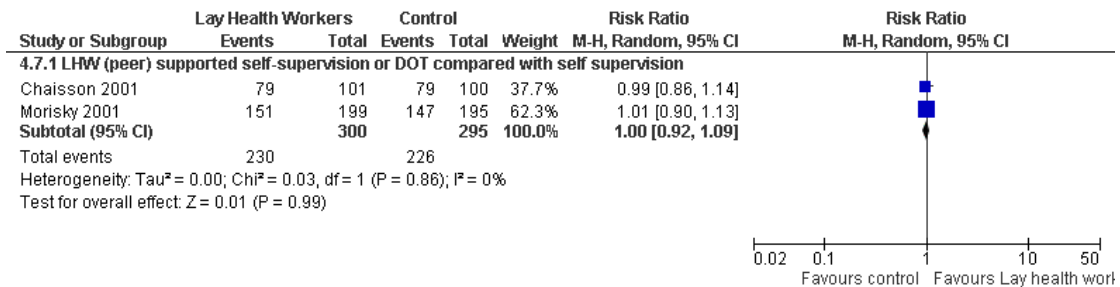 Lay Health Workers Control Risk Ratio Risk Ratio
Study or Subgroup Events Total Events Total Weight M-H, Random, 95% CI M-H, Random, 95% CI
4.7.1 LHW (peer) supported self-supervision or DOT compared with self supervision
Chaisson 2001 79 101 79 100 37.7% 0.99 [0.86, 1.14]
Morisky 2001 151 199 147 195 62.3% 1.01 [0.90, 1.13]
Subtotal (95% CI) 300 295 100.0% 1.00 [0.92, 1.09]
Total events 230 226
Heterogeneity: Tau² = 0.00; Chi² = 0.03, df = 1 (P = 0.86); I² = 0%
Test for overall effect: Z = 0.01 (P = 0.99)
0.02 0.1 1 10 50
Favours control Favours Lay health work